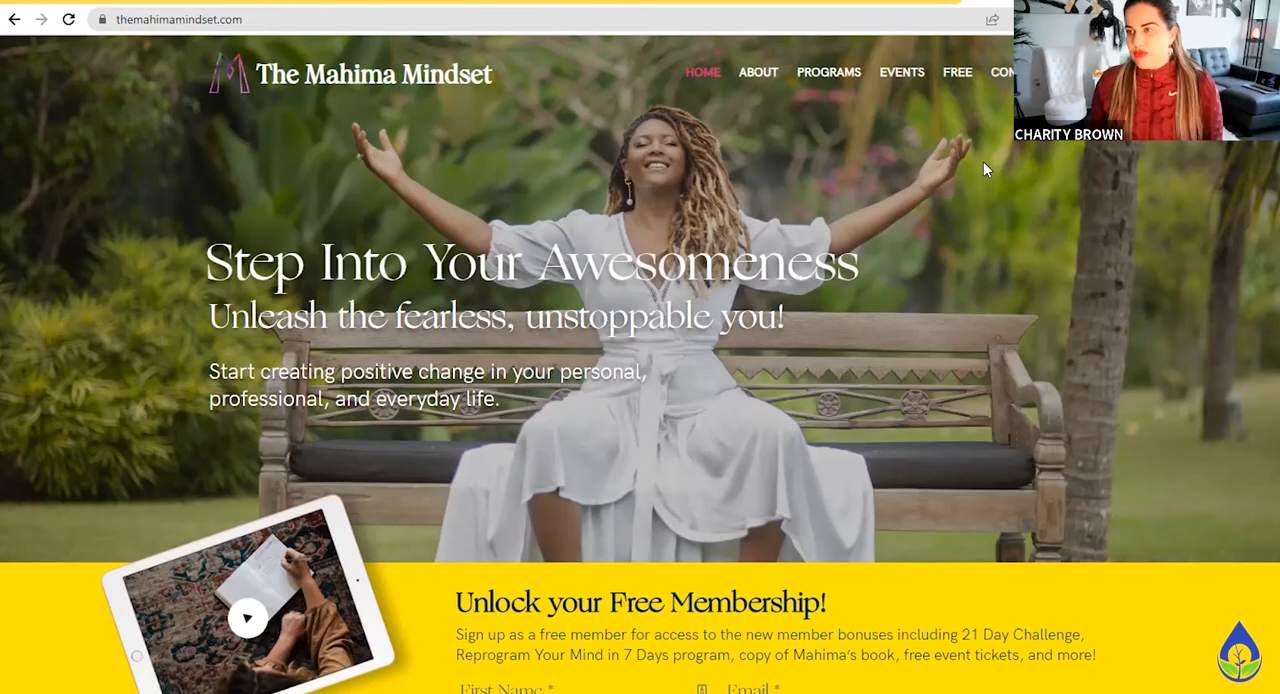 themahimamindset.com
The Mahima Mindset
HOME ABOUT PROGRAMS EVENTS FREE
CHARITY BROWN
Step Into Your Awesomeness
Unleash the fearless, unstoppable you!
Start creating positive change in your personal,
professional, and everyday life.
Unlock your Free Membership!
Sign up as a free member for access to the new member bonuses including 21 Day Challenge,
Reprogram Your Mind in 7 Days program, copy of Mahima's book, free event tickets, and more!
First Name * Email *